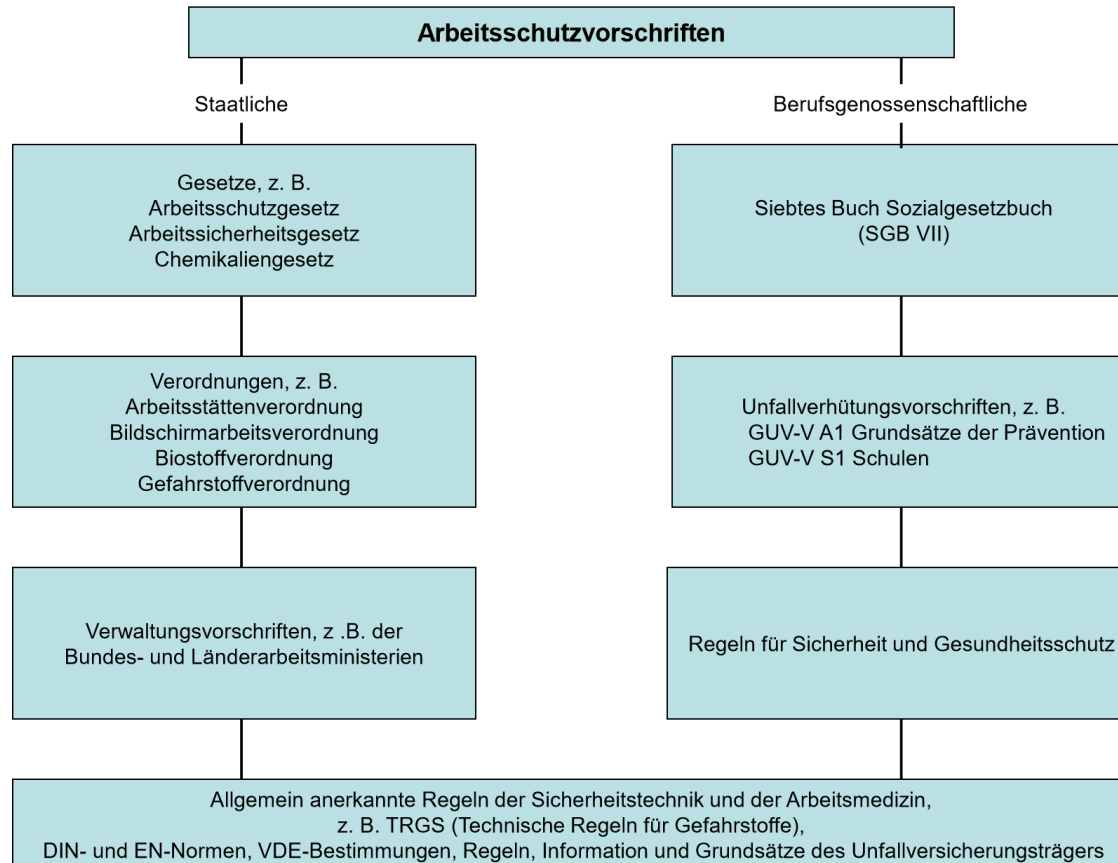 Arbeitsschutzvorschriften
Staatliche
Berufsgenossenschaftliche
Gesetze, z. B.
Arbeitsschutzgesetz
Arbeitssicherheitsgesetz
Chemikaliengesetz
Siebtes Buch Sozialgesetzbuch
(SGB VII)
Verordnungen, z. B.
Arbeitsstättenverordnung
Bildschirmarbeitsverordnung
Biostoffverordnung
Gefahrstoffverordnung
Unfallverhütungsvorschriften, z. B.
GUV-V A1 Grundsätze der Prävention
GUV-V S1 Schulen
Verwaltungsvorschriften, z .B. der
Bundes- und Länderarbeitsministerien
Regeln für Sicherheit und Gesundheitsschutz
Allgemein anerkannte Regeln der Sicherheitstechnik und der Arbeitsmedizin,
z. B. TRGS (Technische Regeln für Gefahrstoffe),
DIN- und EN-Normen, VDE-Bestimmungen, Regeln, Information und Grundsätze des Unfallversicherungsträgers